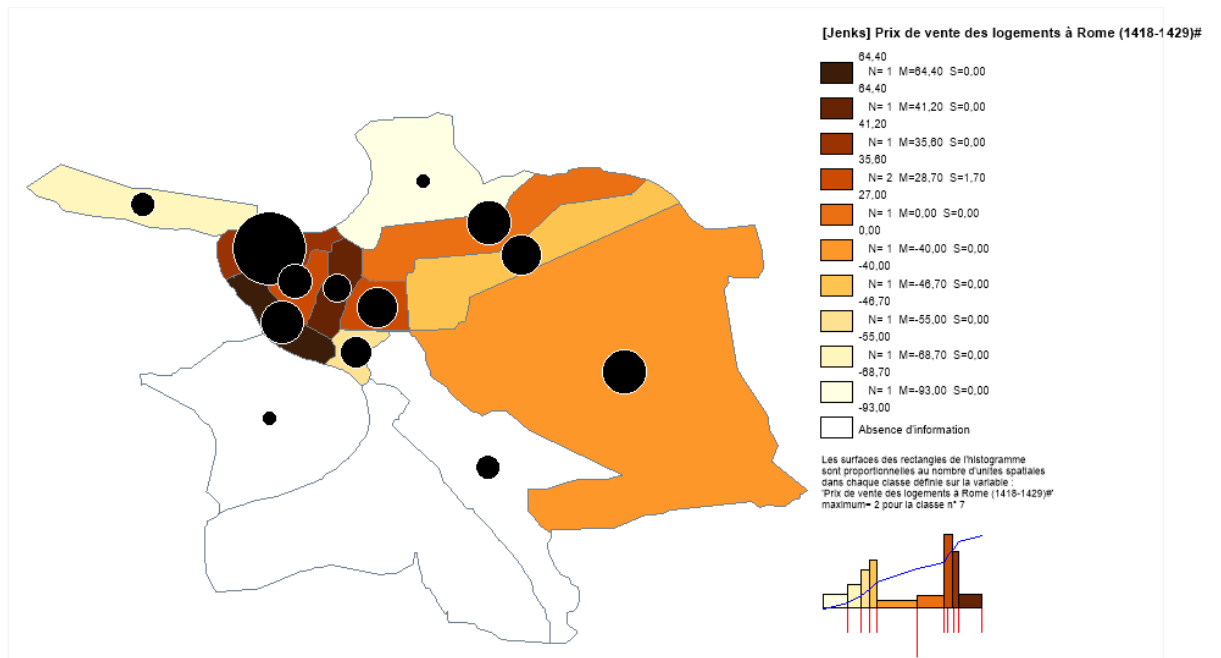 [Jenks] Prix de vente des logements à Rome (1418-1429)#
64,40
N= 1 M=64,40 S=0,00
64,40
N= 1 M=41,20 S=0,00
41,20
N= 1 M=35,60 S=0,00
35,60
N= 2 M=28,70 S=1,70
27,00
N= 1 M=0,00 S=0,00
0,00
N= 1 M=-40,00 S=0,00
-40,00
N= 1 M=-46,70 S=0,00
-46,70
N= 1 M=-55,00 S=0,00
-55,00
N= 1 M=-68,70 S=0,00
-68,70
N= 1 M=-93,00 S=0,00
-93,00
Absence d'information
Les surfaces des rectangles de l'histogramme
sont proportionnelles au nombre d'unites spatiales
dans chaque classe définie sur la variable :
'Prix de vente des logements à Rome (1418-1429)#'
maximum= 2 pour la classe n° 7